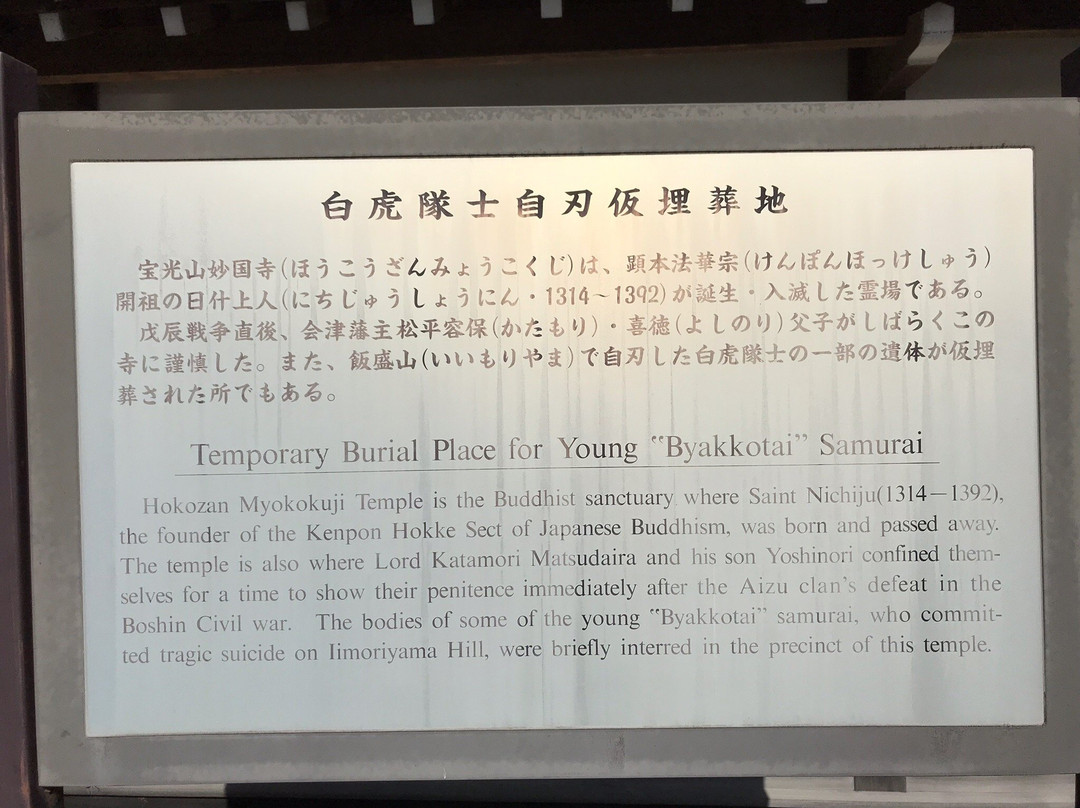 白虎隊士自刃仮埋葬地
宝光山妙国寺(ほうこうざんみょうこくじ)は、顕本法華宗(けんぽんほっけしゅう)
開祖の日什上人(にちじゅうしょうにん・1314~1392)が誕生・入滅した霊場である。
戊辰戦争直後、会津藩主松平容保(かたもり)・喜徳(よしのり)父子がしばらくこの
寺に謹慎した。また、飯盛山(いいもりやま)で自刃した白虎隊士の一部の遺体が仮埋
葬された所でもある。
Temporary Burial Place for Young "Byakkotai" Samurai
Hokozan Myokokuji Temple is the Buddhist sanctuary where Saint Nichiju(1314-1392),
the founder of the Kenpon Hokke Sect of Japanese Buddhism, was born and passed away.
The temple is also where Lord Katamori Matsudaira and his son Yoshinori confined them-
selves for a time to show their penitence immediately after the Aizu clan's defeat in the
Boshin Civil war. The bodies of some of the young "Byakkotai" samurai, who commit-
ted tragic suicide on Iimoriyama Hill, were briefly interred in the precinct of this temple.